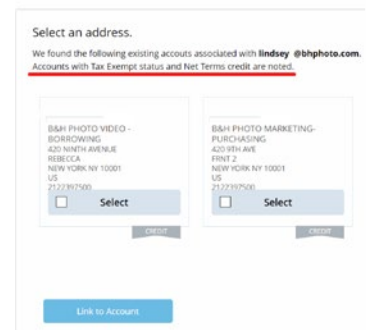 Select an address.
We found the following existing accouts associated with lindsey @bhphoto.com.
Accounts with Tax Exempt status and Net Terms credit are noted.
B&H PHOTO VIDEO -
BORROWING
420 NINTH AVENUE
REBECCA
NEW YORK NY 10001
US
2122397500
Select
CREDIT
B&H PHOTO MARKETING-
PURCHASING
420 9TH AVE
FRNT 2
NEW YORK NY 10001
US
2122397500
Select
CREDIT
Link to Account